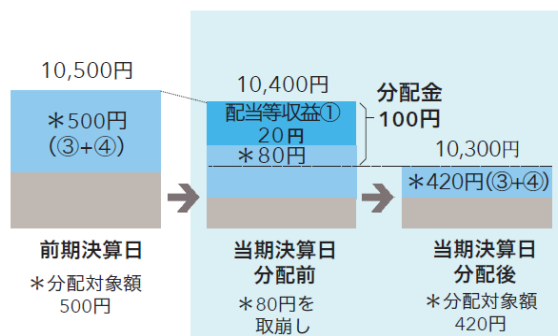 10,500円
*500円
(③+④)
前期決算日
*分配対象額
500円
10,400円
配当等収益①
20円
*80円
分配金
100円
当期決算日
分配前
*80円を
取崩し
10,300円
*420円(③+④)
当期決算日
分配後
*分配対象額
420円